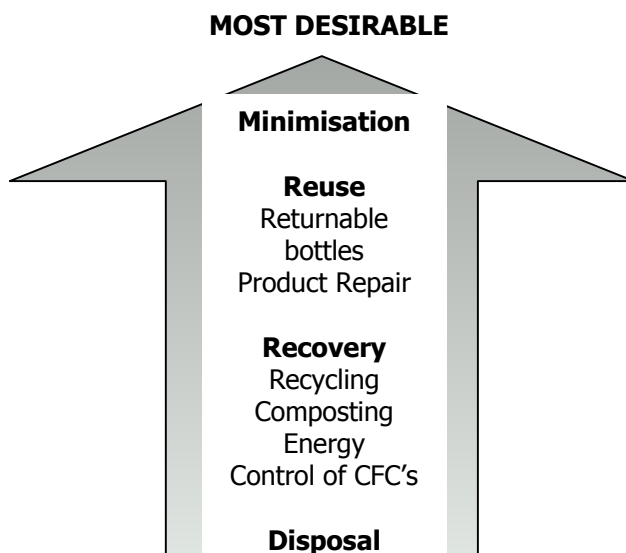 MOST DESIRABLE
Minimisation
Reuse
Returnable
bottles
Product Repair
Recovery
Recycling
Composting
Energy
Control of CFC’s
Disposal